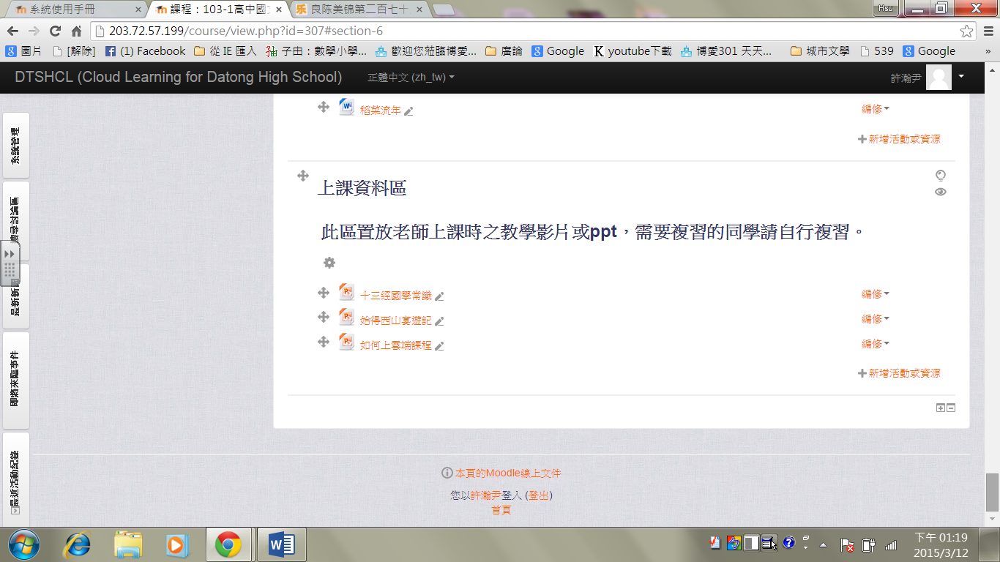 系統使用手冊
課程：103-1高中國文
良陈美锦第二百七十
Hsu
203.72.57.199/course/view.php?id=307#section-6
圖片
[解除]
(1) Facebook
從 IE 匯入
子由：數學小學...
歡迎您蒞臨博愛...
廣論
Google
youtube下載
博愛301 天天...
城市文學
539
Google
»
DTSHCL (Cloud Learning for Datong High School)
正體中文 (zh_tw)
許瀚尹
稻菜流年
編修
新增活動或資源
系統管理
上課資料區
搜尋討論區
此區置放老師上課時之教學影片或ppt，需要複習的同學請自行複習。
最新新聞
十三經國學常識
編修
始得西山宴遊記
編修
如何上雲端課程
編修
即將來臨事件
新增活動或資源
最近活動紀錄
本頁的Moodle線上文件
您以許瀚尹登入 (登出)
首頁
下午 01:19
2015/3/12